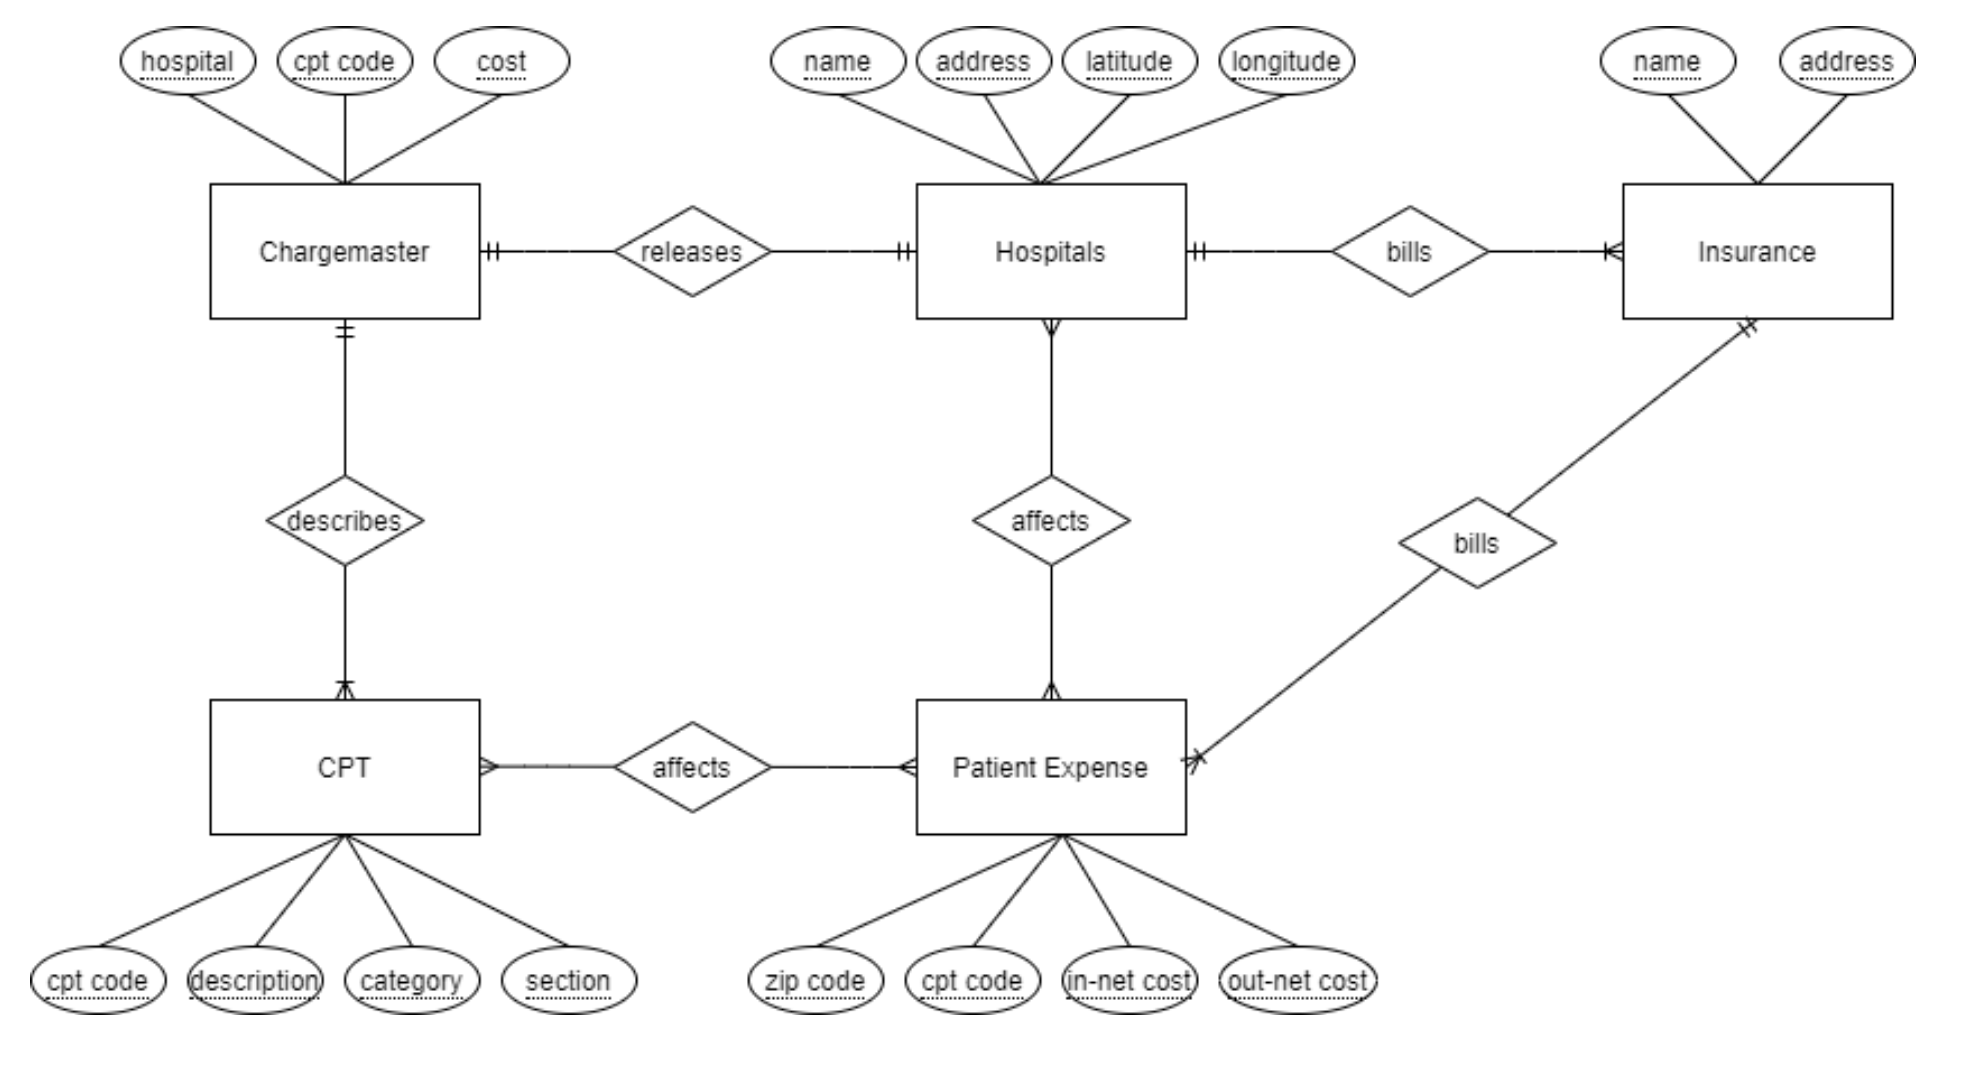 hospital
cpt code
cost
name
address
latitude
longitude
name
address
Chargemaster
releases
Hospitals
bills
Insurance
describes
affects
bills
CPT
affects
Patient Expense
cpt code
description
category
section
zip code
cpt code
in-net cost
out-net cost